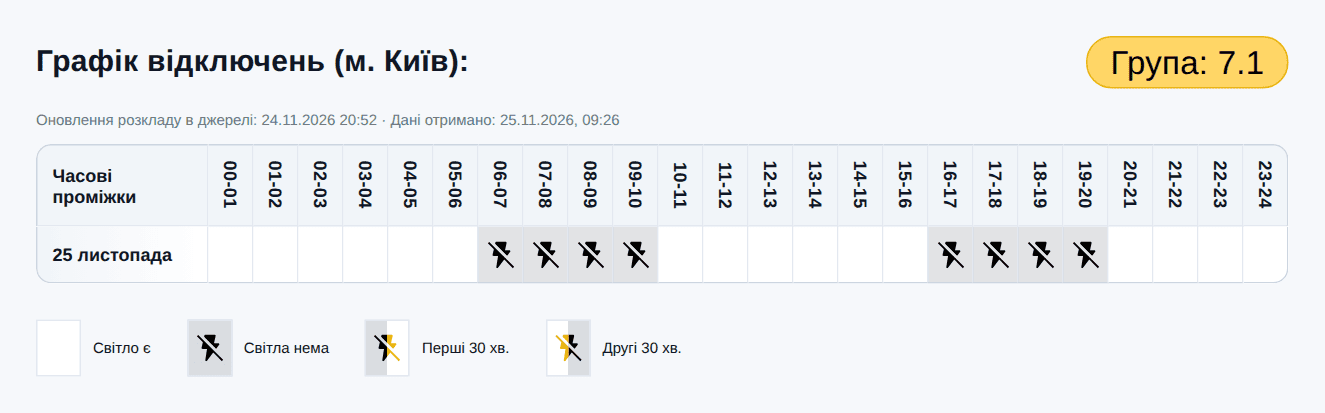 Графік відключень (м. Київ):
Група: 7.1
Оновлення розкладу в джерелі: 24.11.2026 20:52 · Дані отримано: 25.11.2026, 09:26
Часові
проміжки
00-01
01-02
02-03
03-04
04-05
05-06
06-07
07-08
08-09
09-10
10-11
11-12
12-13
13-14
14-15
15-16
16-17
17-18
18-19
19-20
20-21
21-22
22-23
23-24
25 листопада
Світло є
Світла нема
Перші 30 хв.
Другі 30 хв.